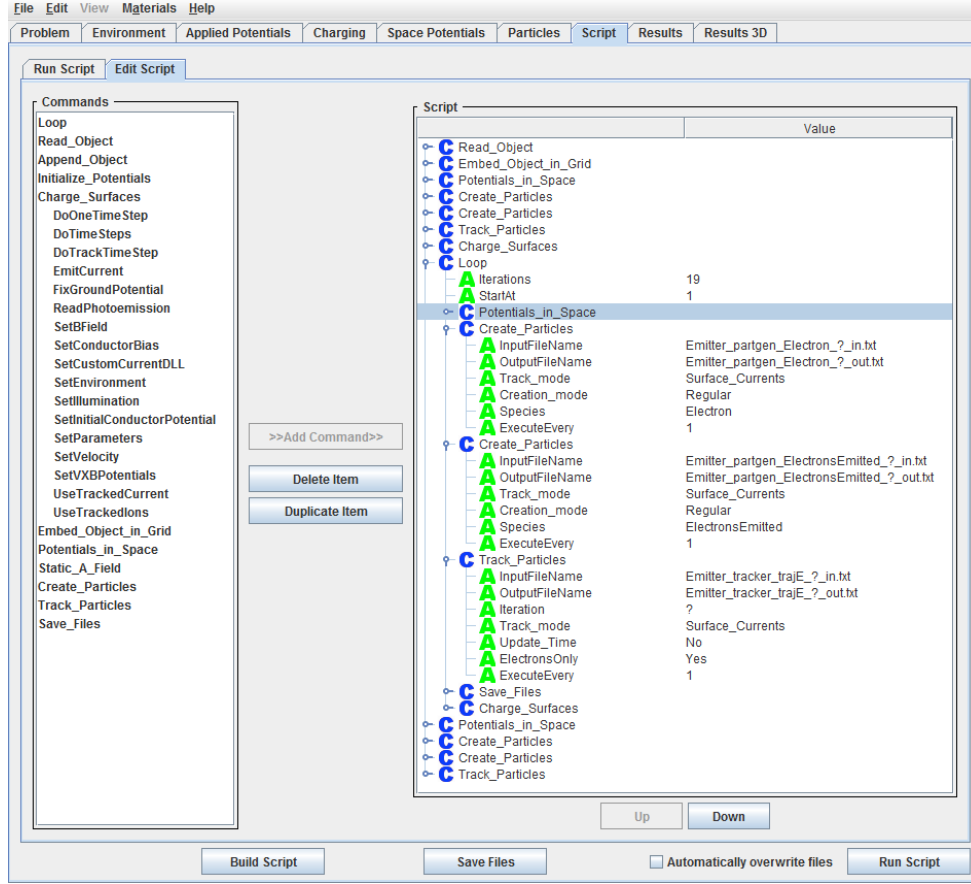 File Edit View Materials Help
Problem Environment Applied Potentials Charging Space Potentials Particles Script Results Results 3D
Run Script Edit Script
Commands
Loop
Read_Object
Append_Object
Initialize_Potentials
Charge_Surfaces
DoOneTimeStep
DoTimeSteps
DoTrackTimeStep
EmitCurrent
FixGroundPotential
ReadPhotoemission
SetBField
SetConductorBias
SetCustomCurrentDLL
SetEnvironment
SetIllumination
SetInitialConductorPotential
SetParameters
SetVelocity
SetVXBPotentials
UseTrackedCurrent
UseTrackedIons
Embed_Object_in_Grid
Potentials_in_Space
Static_A_Field
Create_Particles
Track_Particles
Save_Files
>>Add Command>>
Delete Item
Duplicate Item
Script
Value
C Read_Object
C Embed_Object_in_Grid
C Potentials_in_Space
C Create_Particles
C Create_Particles
C Track_Particles
C Charge_Surfaces
C Loop
A Iterations 19
A StartAt 1
C Potentials_in_Space
C Create_Particles
A InputFileName Emitter_partgen_Electron_?_in.txt
A OutputFileName Emitter_partgen_Electron_?_out.txt
A Track_mode Surface_Currents
A Creation_mode Regular
A Species Electron
A ExecuteEvery 1
C Create_Particles
A InputFileName Emitter_partgen_ElectronsEmitted_?_in.txt
A OutputFileName Emitter_partgen_ElectronsEmitted_?_out.txt
A Track_mode Surface_Currents
A Creation_mode Regular
A Species ElectronsEmitted
A ExecuteEvery 1
C Track_Particles
A InputFileName Emitter_tracker_trajE_?_in.txt
A OutputFileName Emitter_tracker_trajE_?_out.txt
A Iteration ?
A Track_mode Surface_Currents
A Update_Time No
A ElectronsOnly Yes
A ExecuteEvery 1
C Save_Files
C Charge_Surfaces
C Potentials_in_Space
C Create_Particles
C Create_Particles
C Track_Particles
Up Down
Build Script Save Files Automatically overwrite files Run Script